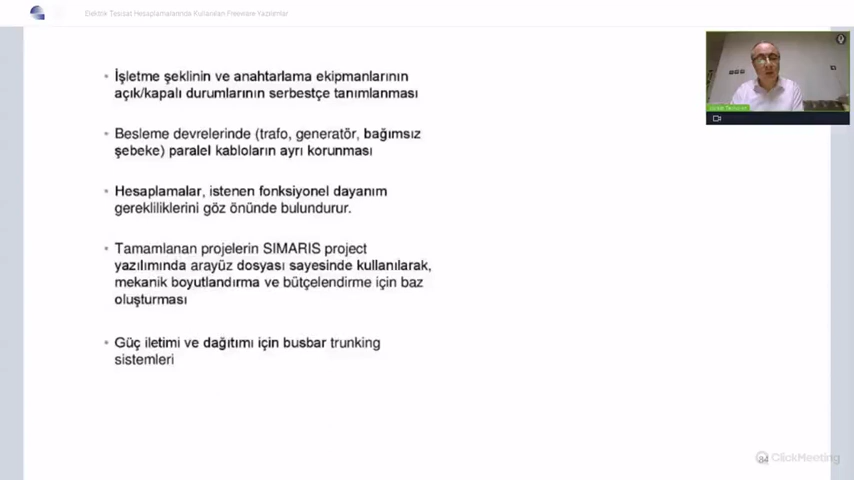 Elektrik Tesisat Hesaplamalarında Kullanılan Freeware Yazılımlar
İşletme şeklinin ve anahtarlama ekipmanlarının
açık/kapalı durumlarının serbestçe tanımlanması
Besleme devrelerinde (trafo, generatör, bağımsız
şebeke) paralel kabloların ayrı korunması
Hesaplamalar, istenen fonksiyonel dayanım
gerekliliklerini göz önünde bulundurur.
Tamamlanan projelerin SIMARIS project
yazılımında arayüz dosyası sayesinde kullanılarak,
mekanik boyutlandırma ve bütçelendirme için baz
oluşturması
Güç iletimi ve dağıtımı için busbar trunking
sistemleri
ClickMeeting